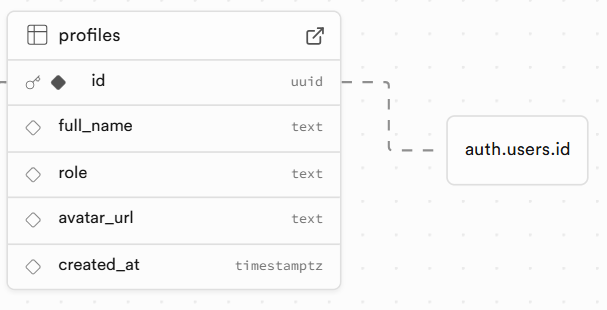 profiles
id uuid
full_name text
role text
avatar_url text
created_at timestamptz
auth.users.id